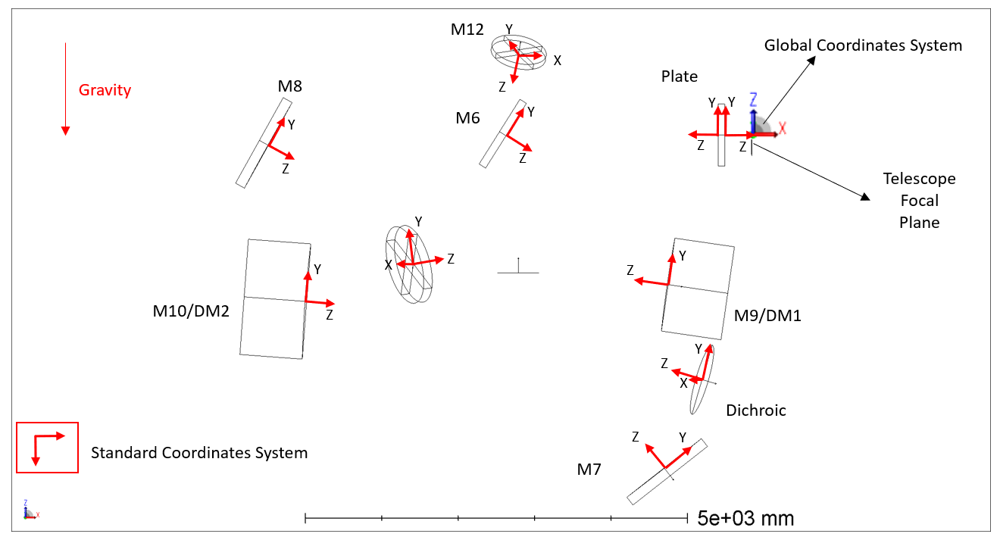 M12
Y
X
Z
Global Coordinates System
Gravity
M8
Y
Z
M6
Y
Z
Plate
Y
Y
Z
Z
Z
X
Telescope
Focal
Plane
Y
X
Z
M10/DM2
Y
Z
Z
Y
M9/DM1
Y
Z
X
Dichroic
Standard Coordinates System
Z
Y
M7
Z
X
5e+03 mm